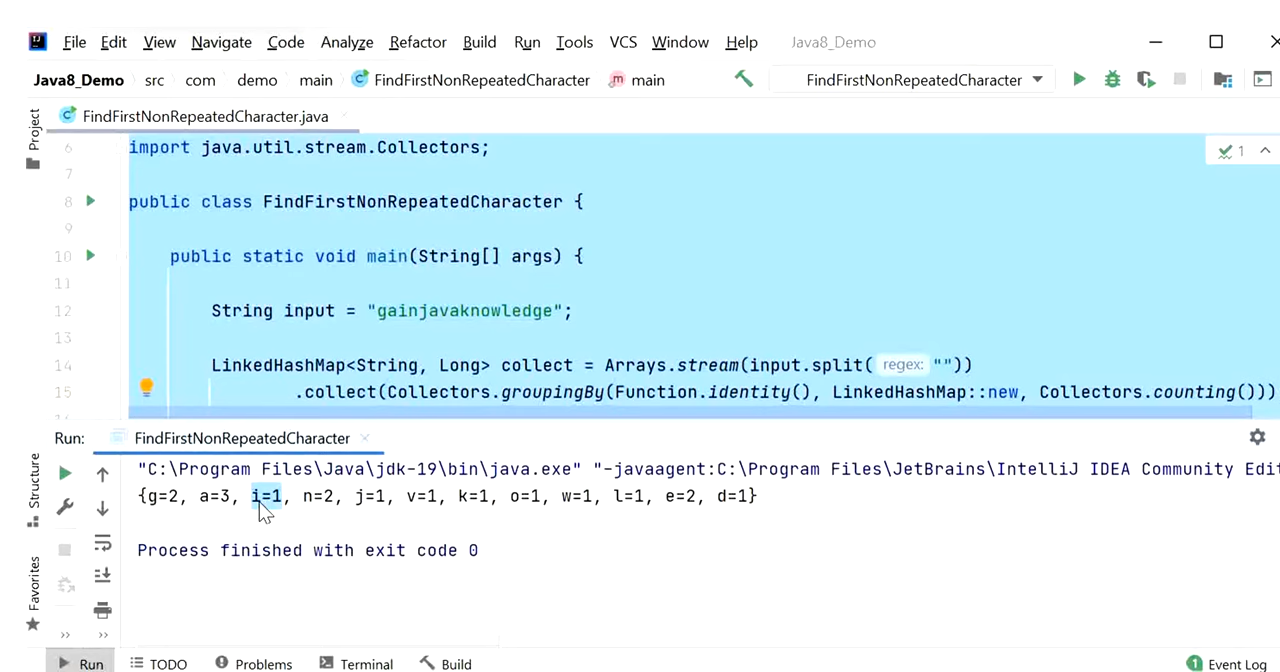 File Edit View Navigate Code Analyze Refactor Build Run Tools VCS Window Help Java8_Demo
Java8_Demo src com demo main FindFirstNonRepeatedCharacter main FindFirstNonRepeatedCharacter
Project
FindFirstNonRepeatedCharacter.java
6 import java.util.stream.Collectors; 1
7
8 public class FindFirstNonRepeatedCharacter {
9
10 public static void main(String[] args) {
11
12 String input = "gainjavaknowledge";
13
14 LinkedHashMap<String, Long> collect = Arrays.stream(input.split( regex: ""))
15 .collect(Collectors.groupingBy(Function.identity(), LinkedHashMap::new, Collectors.counting()))
Run: FindFirstNonRepeatedCharacter
Structure
"C:\Program Files\Java\jdk-19\bin\java.exe" "-javaagent:C:\Program Files\JetBrains\IntelliJ IDEA Community Edit
{g=2, a=3, i=1, n=2, j=1, v=1, k=1, o=1, w=1, l=1, e=2, d=1}
Process finished with exit code 0
Favorites
Run TODO Problems Terminal Build 1 Event Log